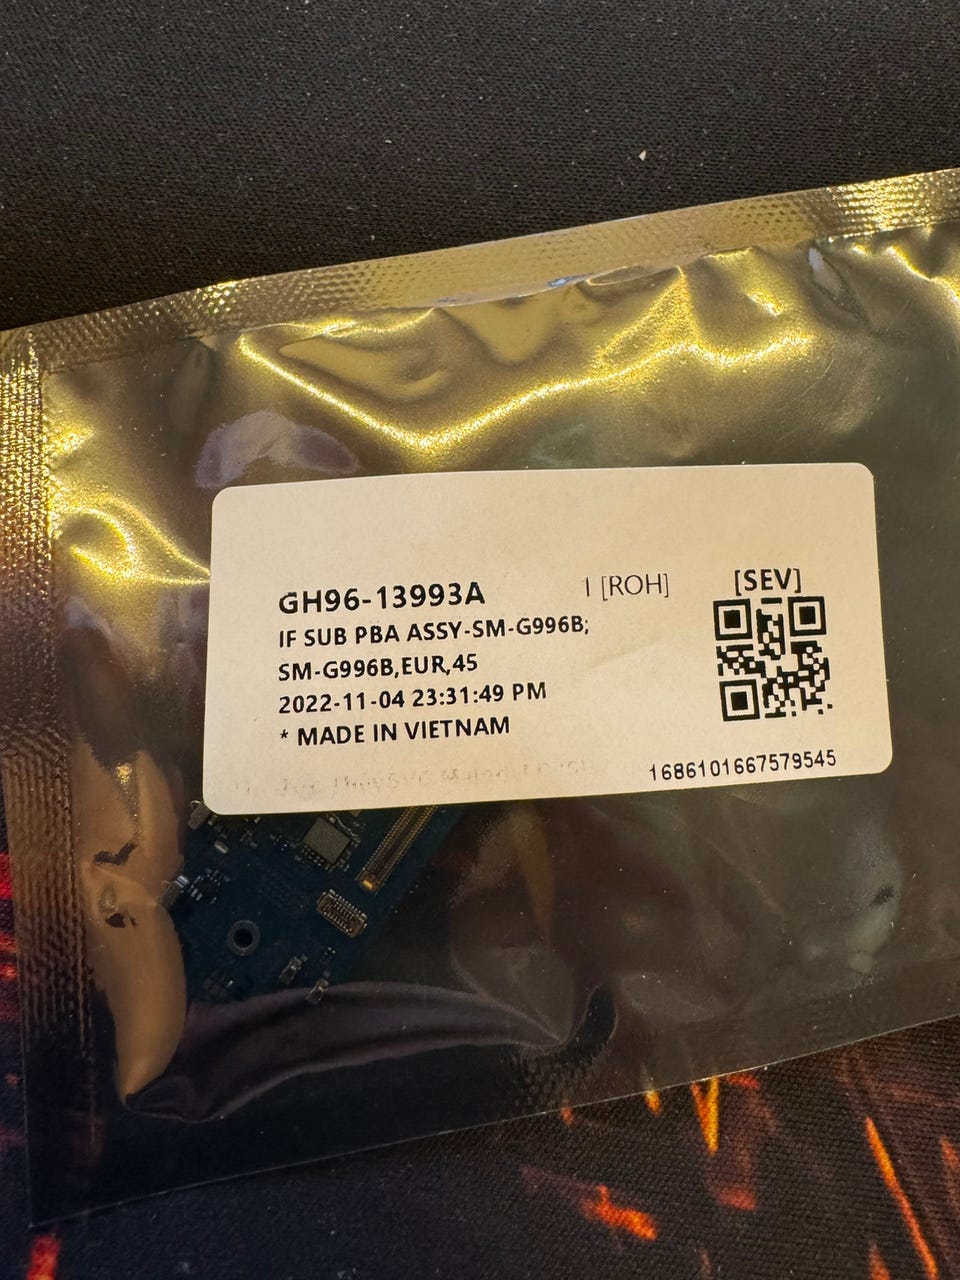 GH96-13993A 1 [ROH] [SEV]
IF SUB PBA ASSY-SM-G996B;
SM-G996B,EUR,45
2022-11-04 23:31:49 PM
* MADE IN VIETNAM
1686101667579545